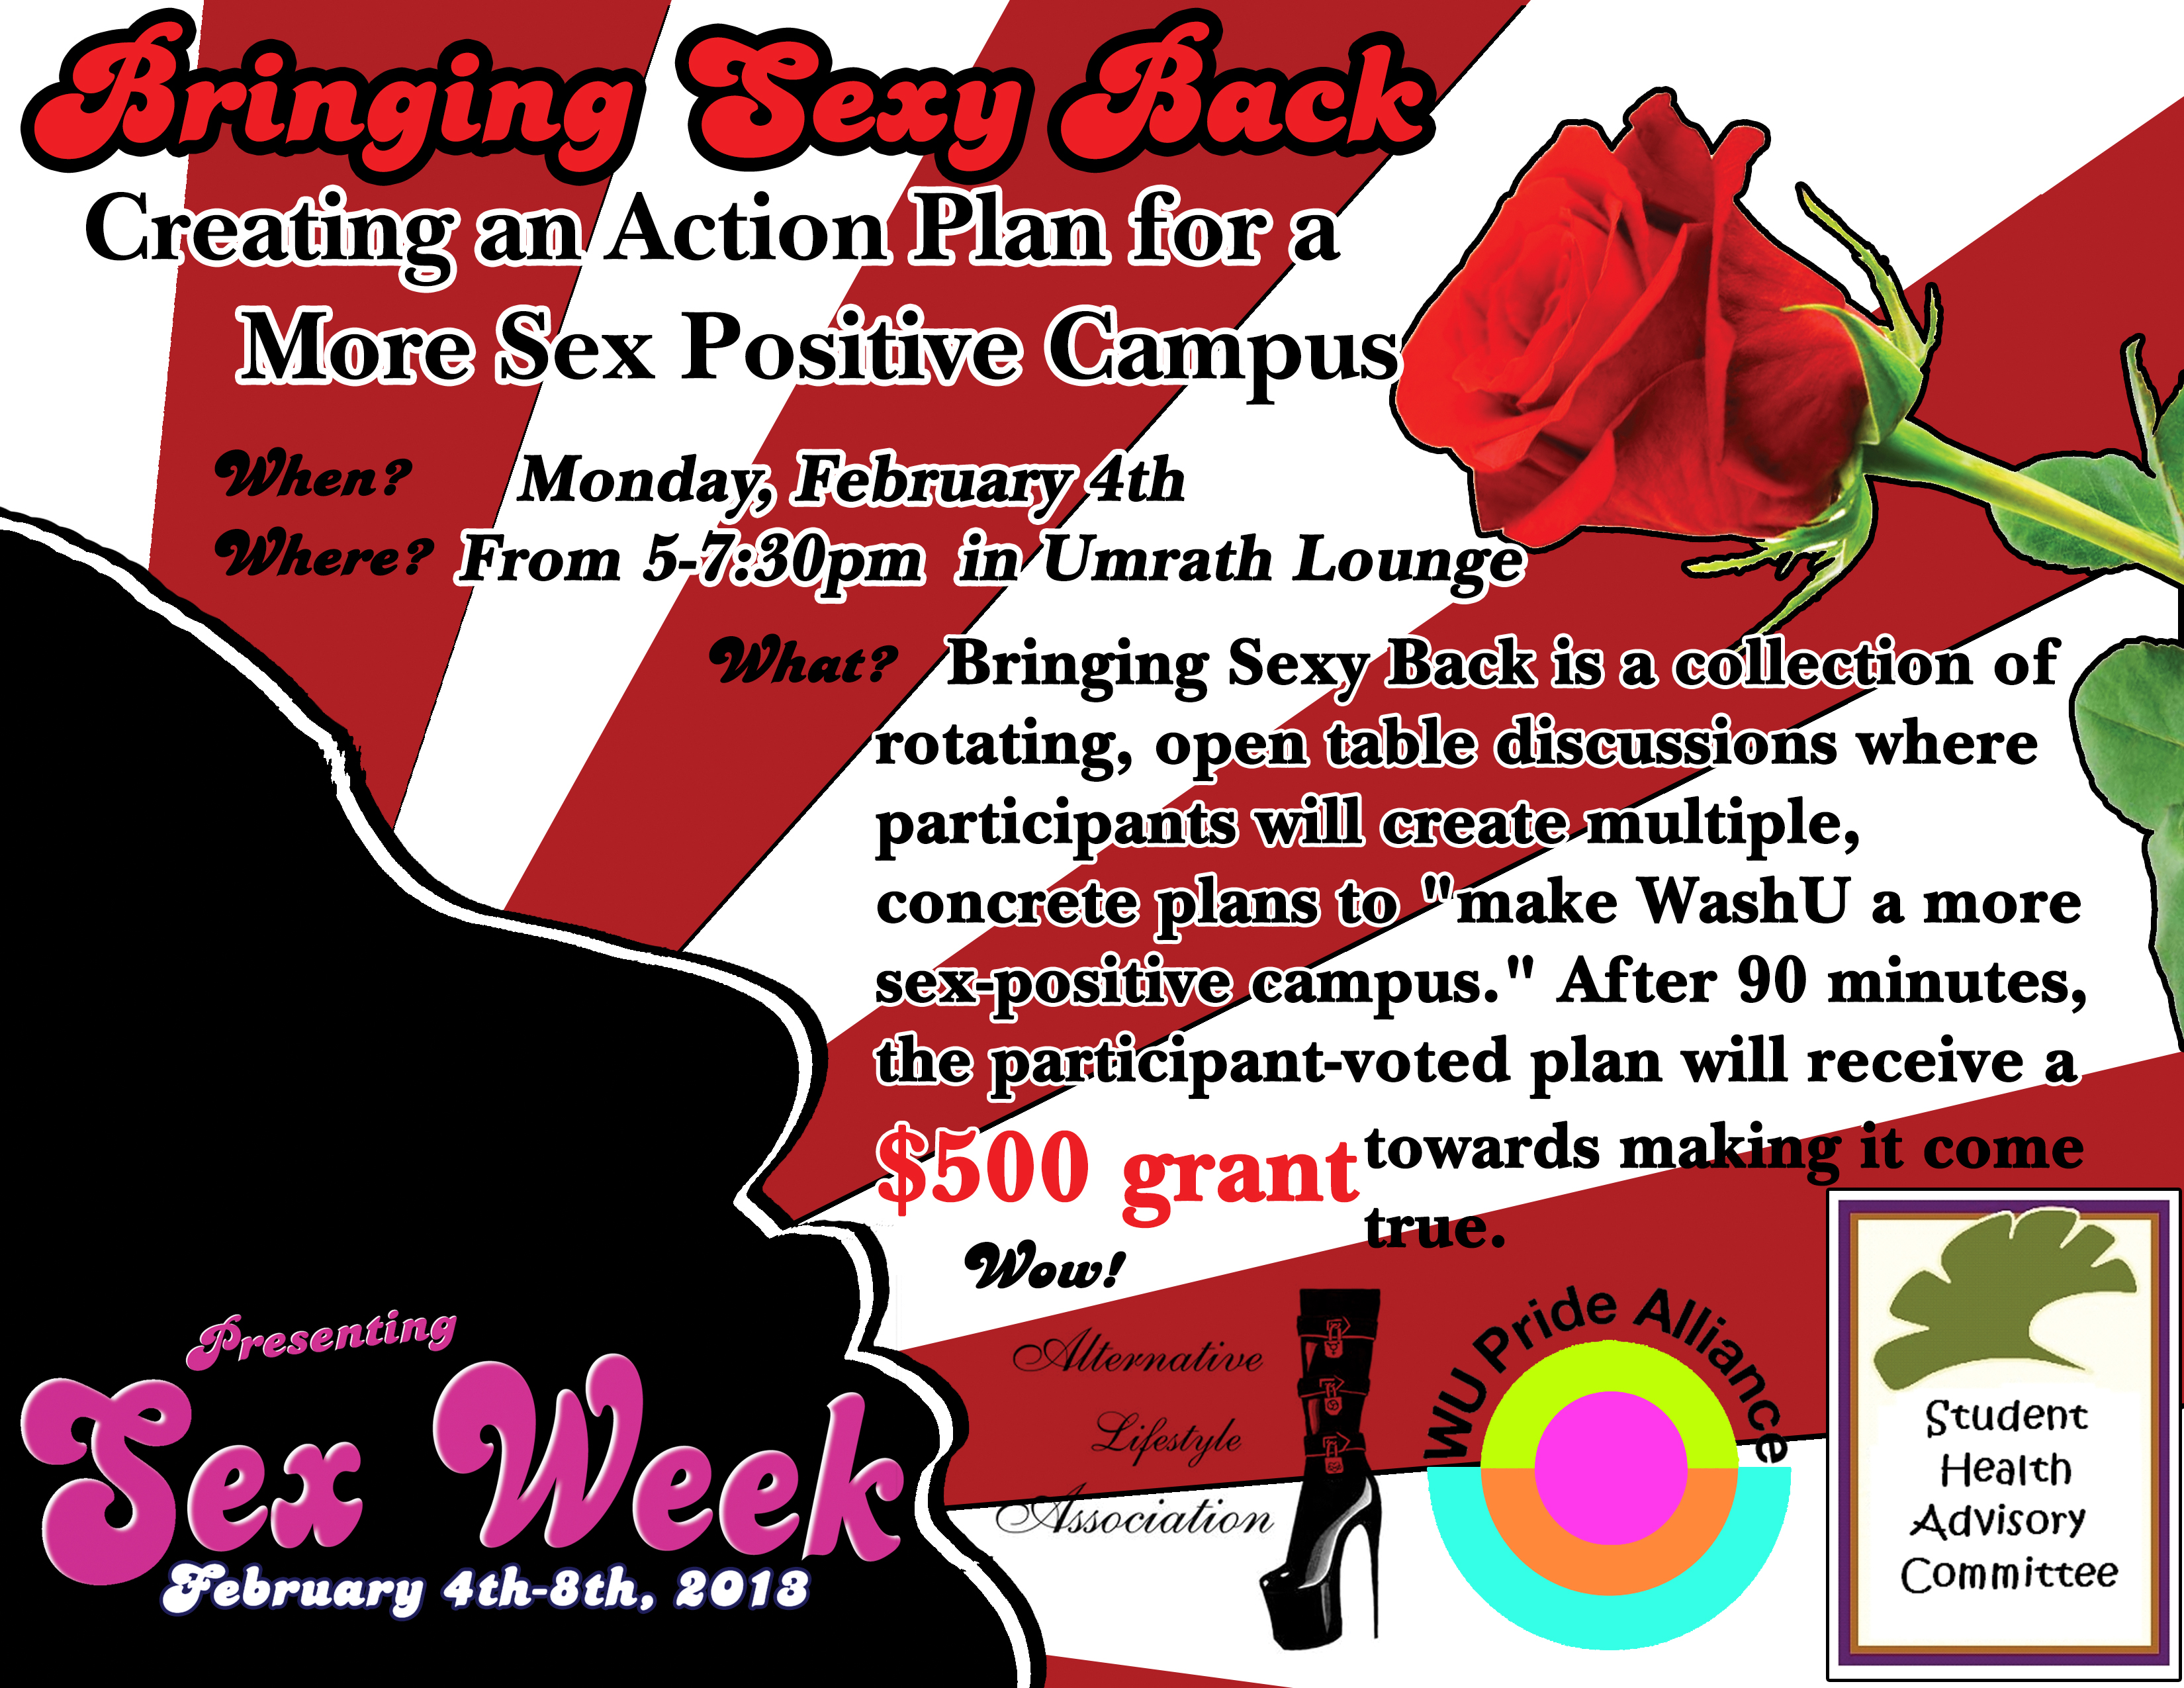 Bringing Sexy Back
Creating an Action Plan for a
More Sex Positive Campus
When? Monday, February 4th
Where? From 5-7:30pm in Umrath Lounge
What? Bringing Sexy Back is a collection of
rotating, open table discussions where
participants will create multiple,
concrete plans to "make WashU a more
sex-positive campus." After 90 minutes,
the participant-voted plan will receive a
$500 grant towards making it come
true.
Wow!
Presenting
Sex Week
February 4th-8th, 2013
Alternative
Lifestyle
Association
WU Pride Alliance
Student
Health
Advisory
Committee